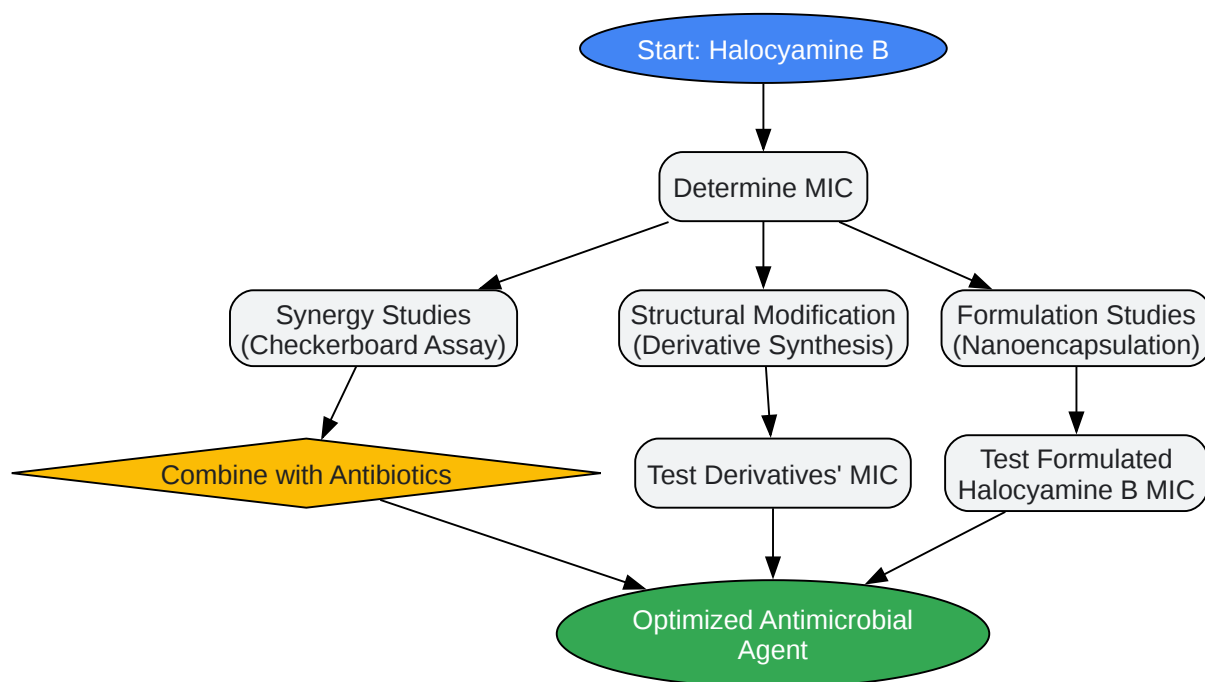 Start: Halocyamine B
Determine MIC
Synergy Studies
(Checkerboard Assay)
Structural Modification
(Derivative Synthesis)
Formulation Studies
(Nanoencapsulation)
Combine with Antibiotics
Test Derivatives' MIC
Test Formulated
Halocyamine B MIC
Optimized Antimicrobial
Agent